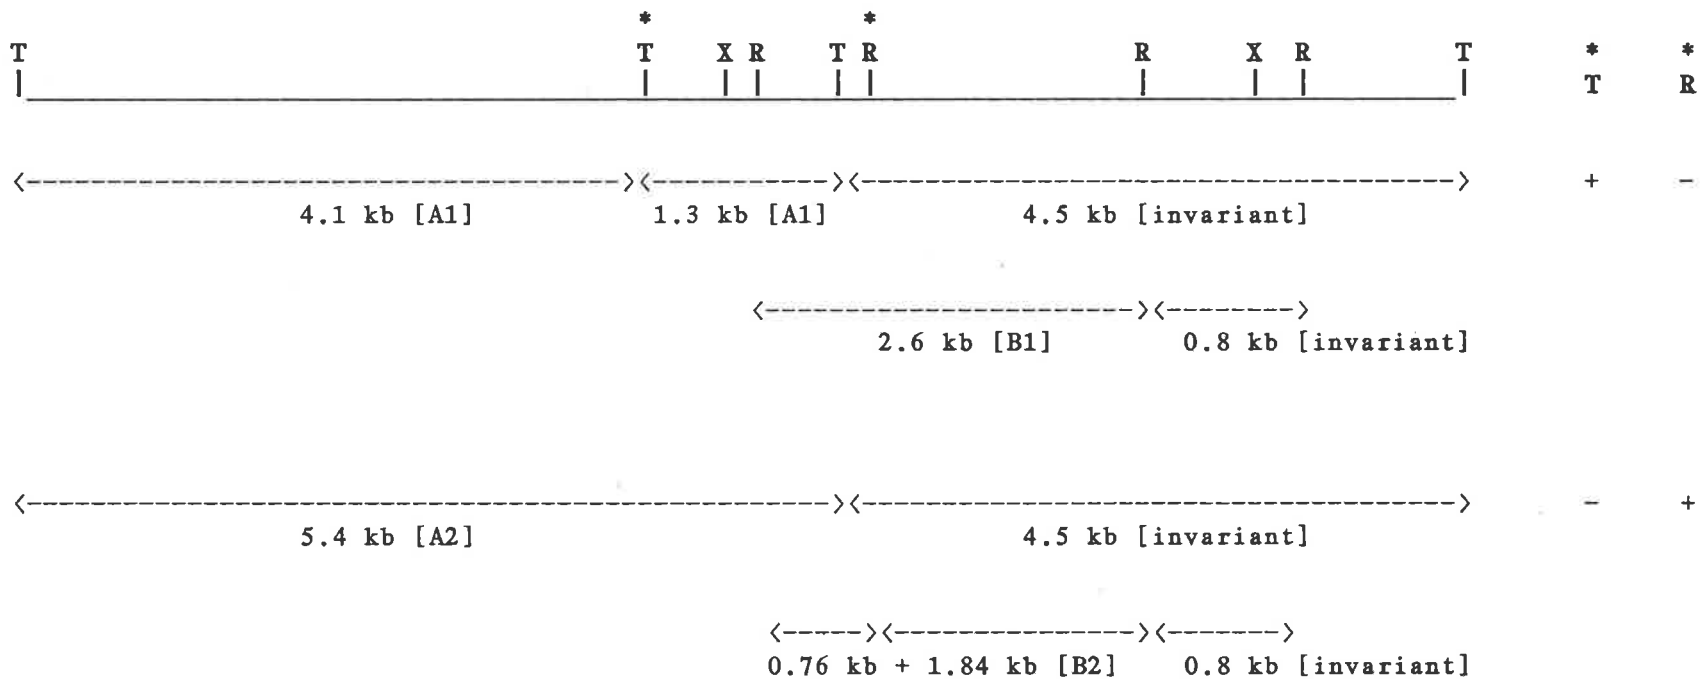 * *
T T X R T R R X R T * *
T R
<-------------------------------------><------------><--------------------------------------> + -
4.1 kb [A1] 1.3 kb [A1] 4.5 kb [invariant]
<-----------------------><-------->
2.6 kb [B1] 0.8 kb [invariant]
<--------------------------------------------------><--------------------------------------> - +
5.4 kb [A2] 4.5 kb [invariant]
<-----><----------------><------->
0.76 kb + 1.84 kb [B2] 0.8 kb [invariant]